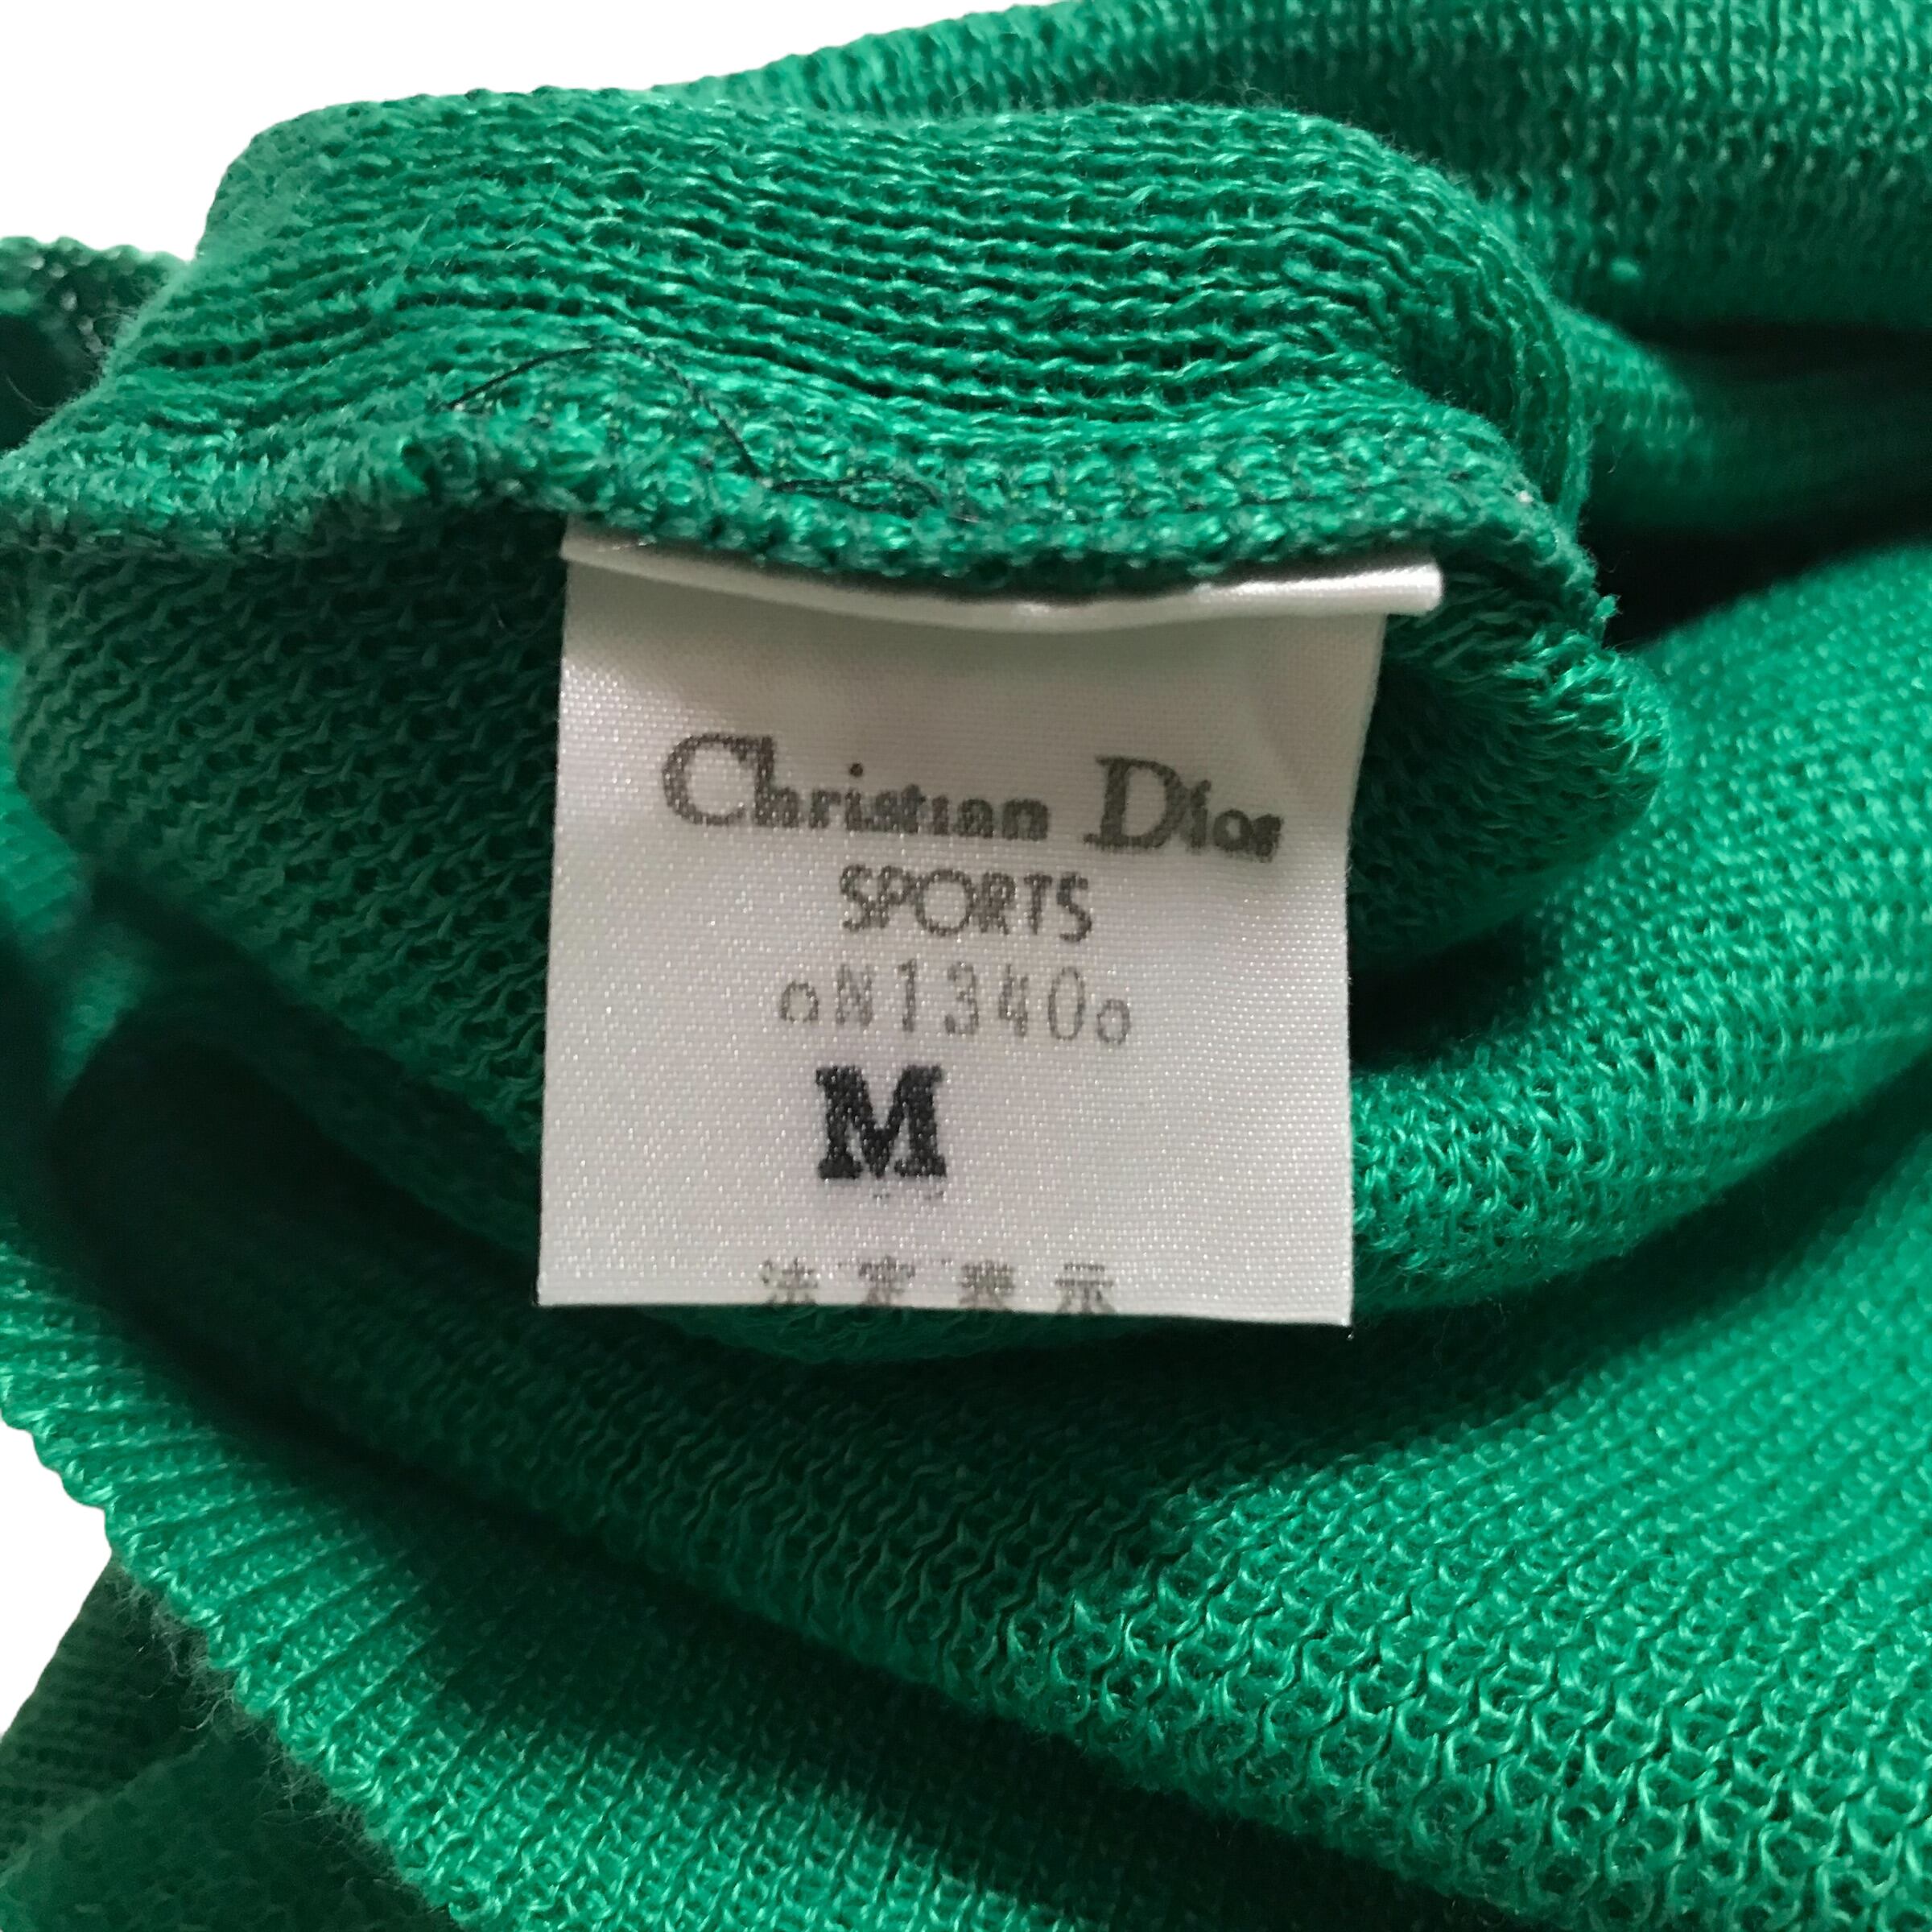 Christian Dior
SPORTS
oN1340o
M
法定表示